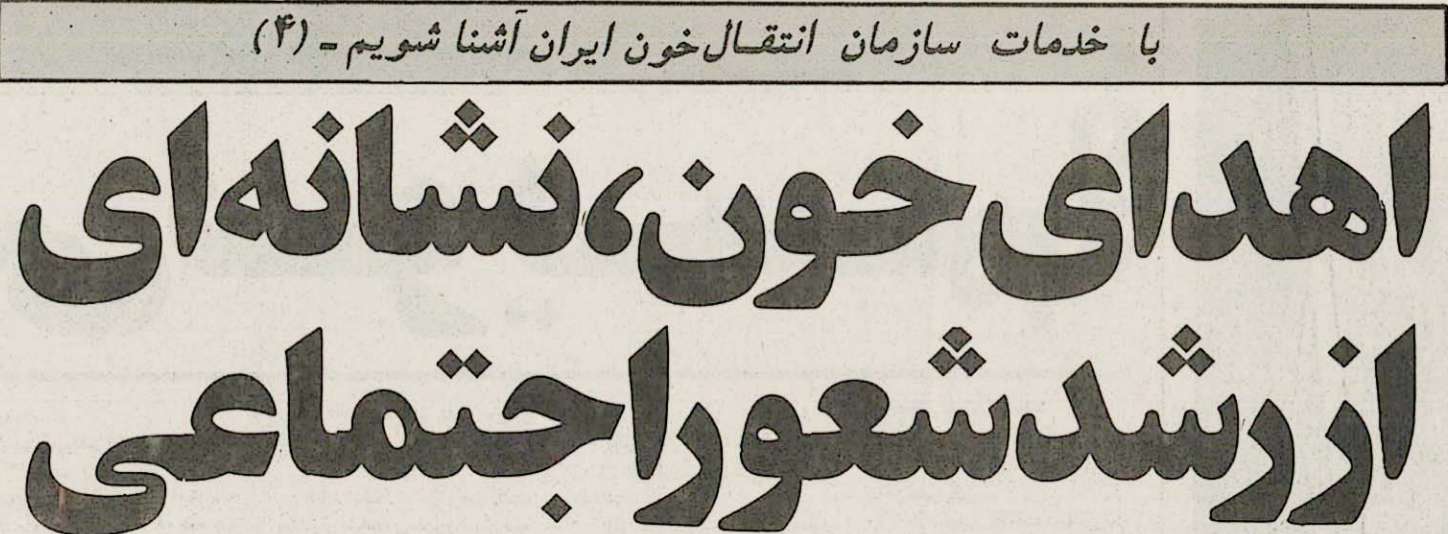 با خدمات سازمان انتقال خون ایران آشنا شویم - (۴)
اهدای خون، نشانه‌ای
از رشد شعور اجتماعی